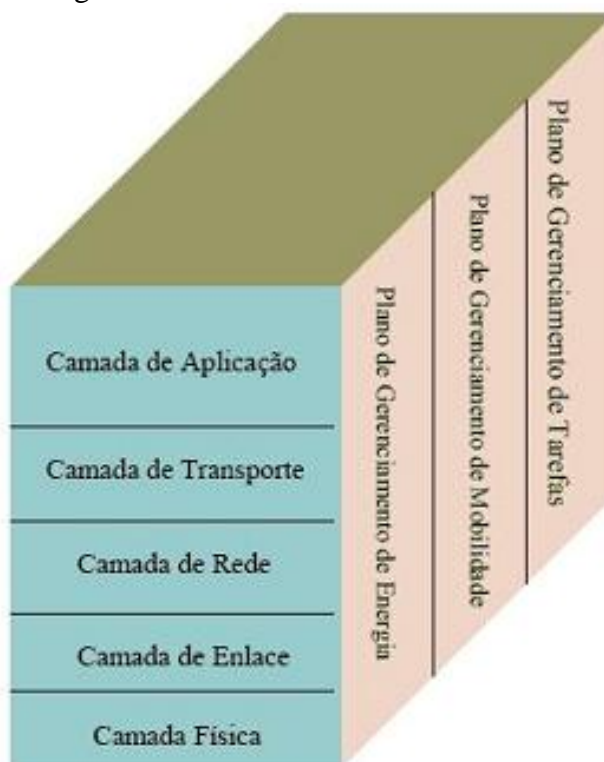 Camada de Aplicação
Camada de Transporte
Camada de Rede
Camada de Enlace
Camada Física
Plano de Gerenciamento de Energia
Plano de Gerenciamento de Mobilidade
Plano de Gerenciamento de Tarefas